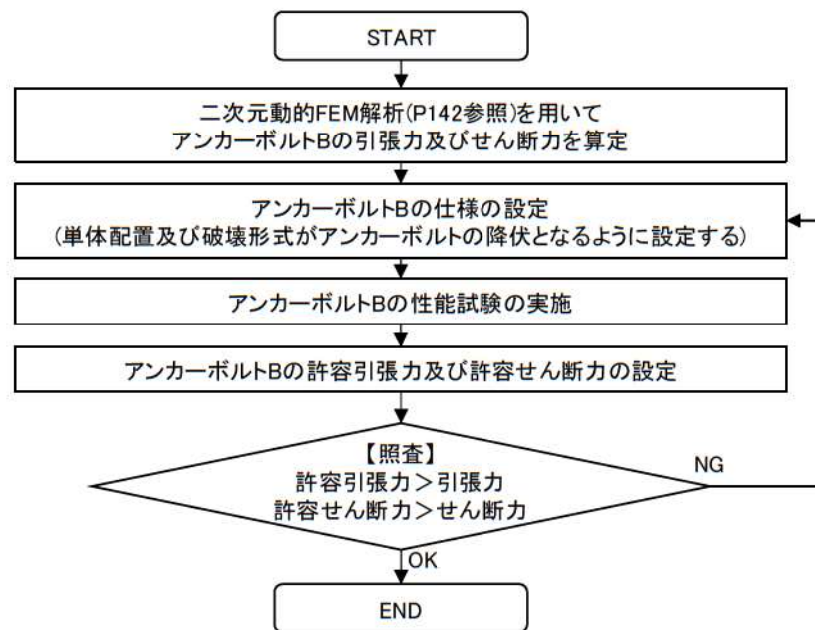 START
二次元動的FEM解析(P142参照)を用いて
アンカーボルトBの引張力及びせん断力を算定
アンカーボルトBの仕様の設定
(単体配置及び破壊形式がアンカーボルトの降伏となるように設定する)
アンカーボルトBの性能試験の実施
アンカーボルトBの許容引張力及び許容せん断力の設定
【照査】
許容引張力＞引張力
許容せん断力＞せん断力
NG
OK
END